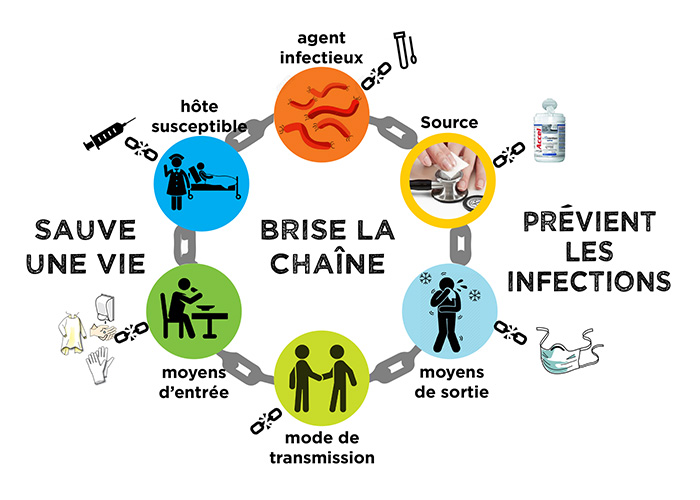 agent
infectieux
hôte
susceptible
Source
Accel
SAUVE
UNE VIE
BRISE LA
CHAÎNE
PRÉVIENT
LES
INFECTIONS
moyens
d'entrée
moyens
de sortie
mode de
transmission